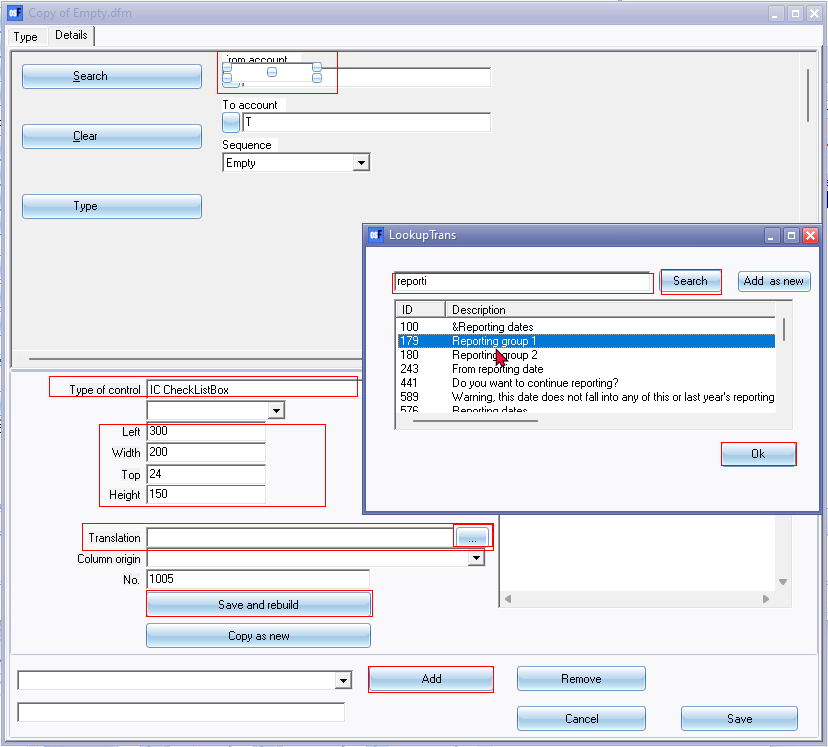 Copy of Empty.dfm
Type
Details
Search
Clear
Type
rom account
To account
T
Sequence
Empty
LookupTrans
reporti
Search
Add as new
ID Description
100 &Reporting dates
179 Reporting group 1
180 Reporting group 2
243 From reporting date
441 Do you want to continue reporting?
589 Warning, this date does not fall into any of this or last year's reporting
576 Reporting dates
Ok
Type of control IC CheckListBox
Left 300
Width 200
Top 24
Height 150
Translation ...
Column origin
No. 1005
Save and rebuild
Copy as new
Add
Remove
Cancel
Save